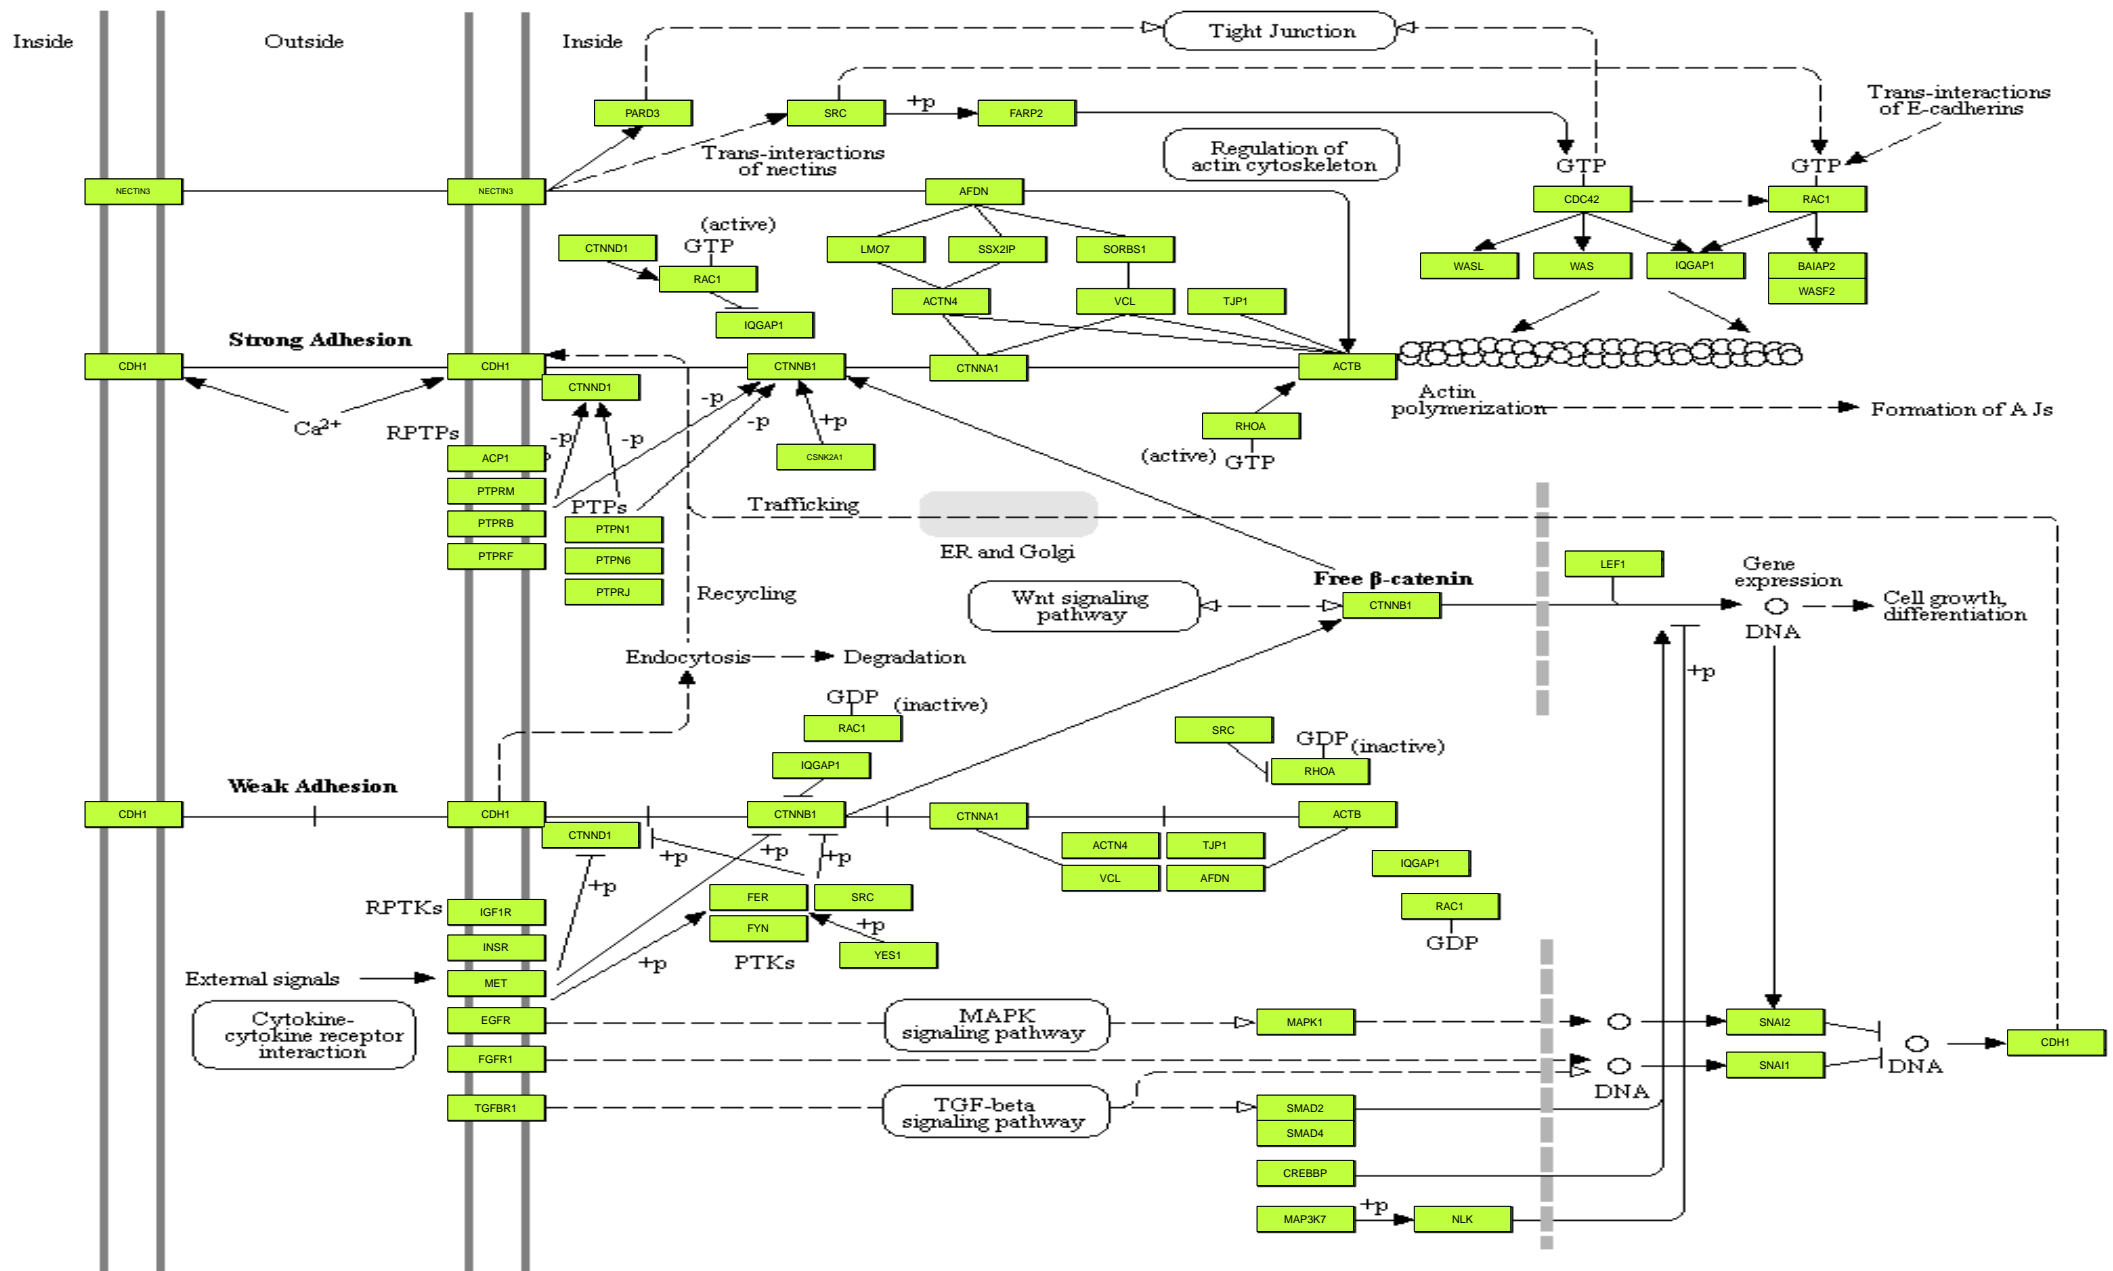 Inside
Outside
Inside
Tight Junction
PARD3
SRC
+p
FARP2
Trans-interactions
of E-cadherins
Trans-interactions
of nectins
Regulation of
actin cytoskeleton
GTP
GTP
NECTIN3
NECTIN3
AFDN
CDC42
RAC1
(active)
GTP
CTNND1
RAC1
IQGAP1
LMO7
SSX2IP
SORBS1
WASL
WAS
IQGAP1
BAIAP2
WASF2
ACTN4
VCL
TJP1
Strong Adhesion
CDH1
CDH1
CTNND1
CTNNB1
CTNNA1
ACTB
Actin
polymerization
Formation of AJs
Ca2+
RPTPs
-p
-p
-p
-p
+p
RHOA
(active)
GTP
ACP1
PTPRM
PTPRB
PTPRF
CSNK2A1
PTPs
PTPN1
PTPN6
PTPRJ
Trafficking
ER and Golgi
Recycling
Wnt signaling
pathway
Free β-catenin
CTNNB1
LEF1
Gene
expression
DNA
Cell growth,
differentiation
Endocytosis
Degradation
+p
GDP
(inactive)
RAC1
IQGAP1
SRC
GDP
(inactive)
RHOA
Weak Adhesion
CDH1
CDH1
CTNND1
CTNNB1
CTNNA1
ACTB
+p
+p
+p
+p
ACTN4
TJP1
VCL
AFDN
IQGAP1
RAC1
GDP
FER
SRC
FYN
+p
YES1
PTKs
+p
RPTKs
IGF1R
INSR
External signals
MET
EGFR
FGFR1
TGFBR1
Cytokine-
cytokine receptor
interaction
MAPK
signaling pathway
MAPK1
SNAI2
SNAI1
DNA
DNA
CDH1
TGF-beta
signaling pathway
SMAD2
SMAD4
CREBBP
MAP3K7
+p
NLK